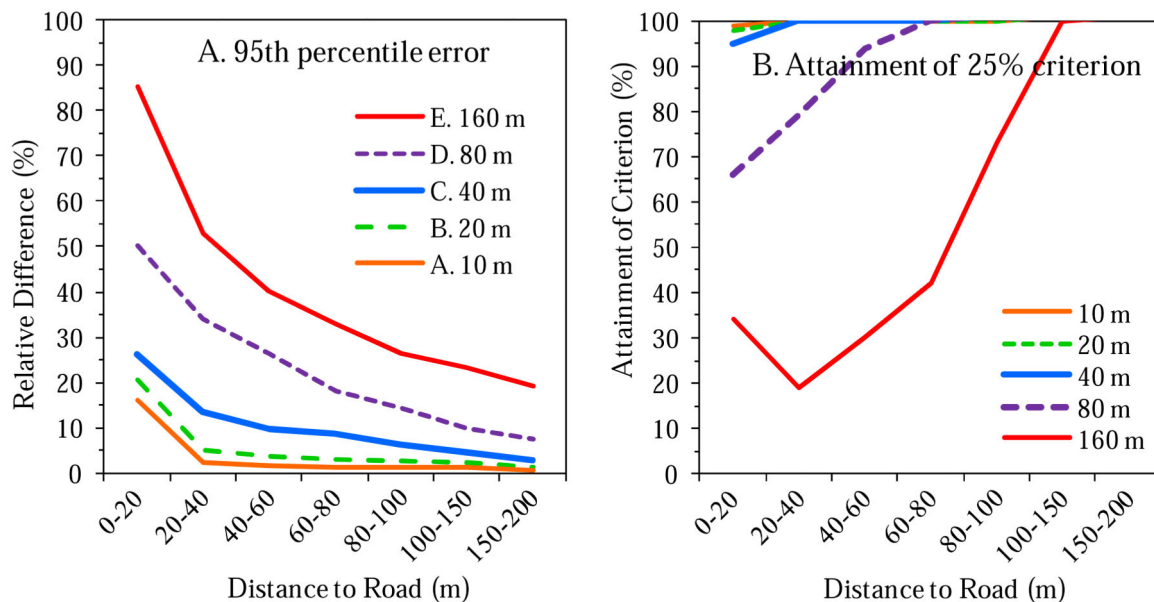 A. 95th percentile error
Relative Difference (%)
100
90
80
70
60
50
40
30
20
10
0
E. 160 m
D. 80 m
C. 40 m
B. 20 m
A. 10 m
0-20
20-40
40-60
60-80
80-100
100-150
150-200
Distance to Road (m)
B. Attainment of 25% criterion
Attainment of Criterion (%)
100
90
80
70
60
50
40
30
20
10
0
10 m
20 m
40 m
80 m
160 m
0-20
20-40
40-60
60-80
80-100
100-150
150-200
Distance to Road (m)